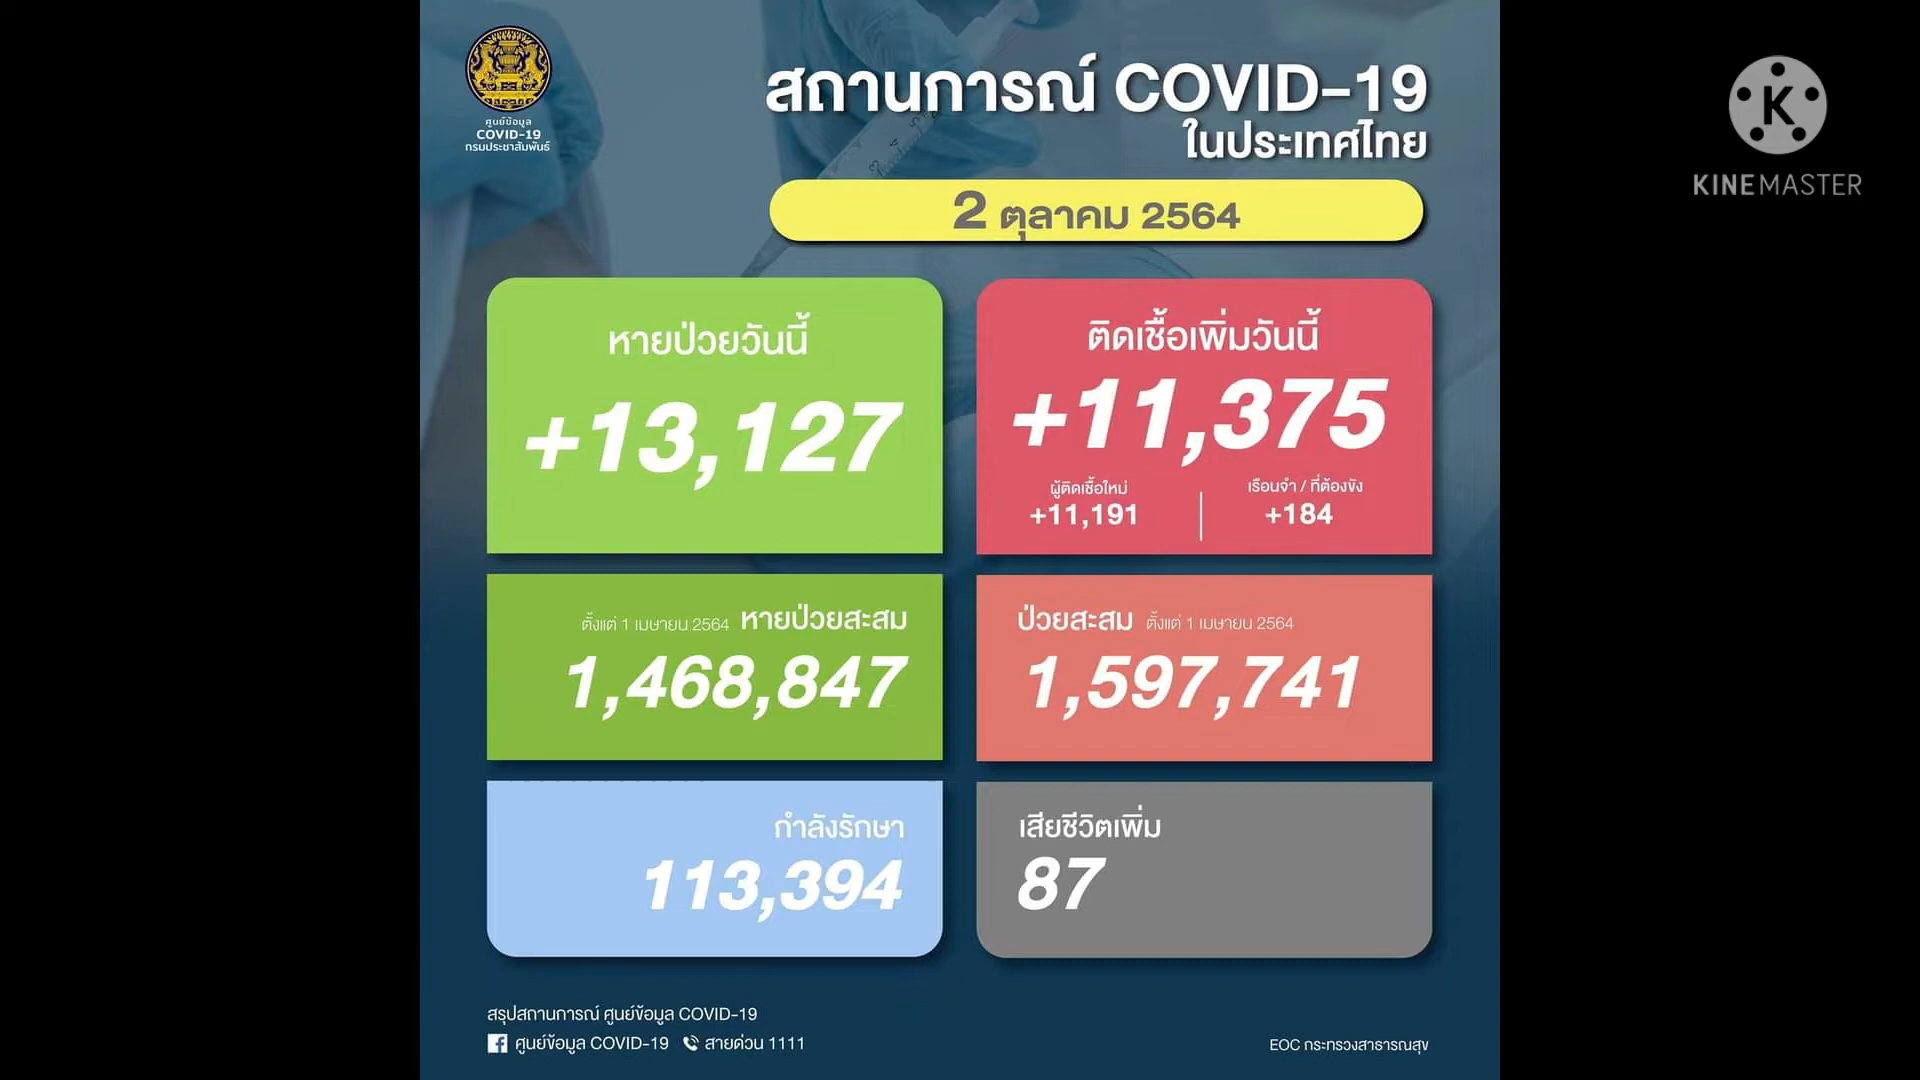 ศูนย์ข้อมูล
COVID-19
กรมประชาสัมพันธ์
สถานการณ์ COVID-19
ในประเทศไทย
2 ตุลาคม 2564
K
KINEMASTER
หายป่วยวันนี้
+13,127
ติดเชื้อเพิ่มวันนี้
+11,375
ผู้ติดเชื้อใหม่
+11,191
เรือนจำ / ที่ต้องขัง
+184
ตั้งแต่ 1 เมษายน 2564 หายป่วยสะสม
1,468,847
ป่วยสะสม ตั้งแต่ 1 เมษายน 2564
1,597,741
กำลังรักษา
113,394
เสียชีวิตเพิ่ม
87
สรุปสถานการณ์ ศูนย์ข้อมูล COVID-19
ศูนย์ข้อมูล COVID-19 สายด่วน 1111
EOC กระทรวงสาธารณสุข